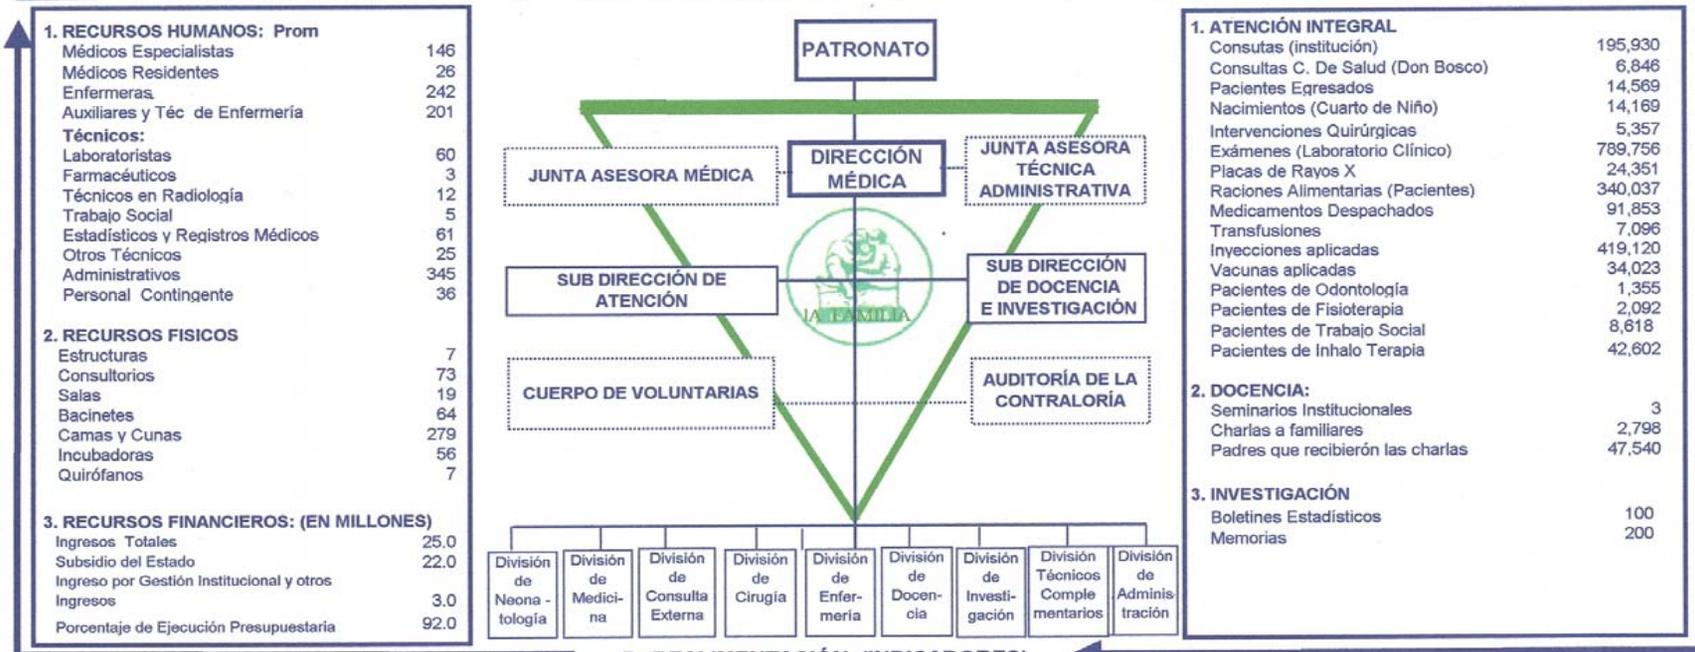 1. RECURSOS HUMANOS: Prom
Médicos Especialistas 146
Médicos Residentes 26
Enfermeras 242
Auxiliares y Téc de Enfermería 201
Técnicos:
Laboratoristas 60
Farmacéuticos 3
Técnicos en Radiología 12
Trabajo Social 5
Estadísticos y Registros Médicos 61
Otros Técnicos 25
Administrativos 345
Personal Contingente 36
2. RECURSOS FISICOS
Estructuras 7
Consultorios 73
Salas 19
Bacinetes 64
Camas y Cunas 279
Incubadoras 56
Quirófanos 7
3. RECURSOS FINANCIEROS: (EN MILLONES)
Ingresos Totales 25.0
Subsidio del Estado 22.0
Ingreso por Gestión Institucional y otros
Ingresos 3.0
Porcentaje de Ejecución Presupuestaria 92.0
PATRONATO
JUNTA ASESORA MÉDICA
DIRECCIÓN
MÉDICA
JUNTA ASESORA
TÉCNICA
ADMINISTRATIVA
SUB DIRECCIÓN DE
ATENCIÓN
SUB DIRECCIÓN
DE DOCENCIA
E INVESTIGACIÓN
lA FAMILIA
CUERPO DE VOLUNTARIAS
AUDITORÍA DE LA
CONTRALORÍA
División
de
Neona -
tología
División
de
Medici-
na
División
de
Consulta
Externa
División
de
Cirugía
División
de
Enfer-
mería
División
de
Docen-
cia
División
de
Investi-
gación
División
Técnicos
Comple
mentarios
División
de
Adminis
tración
1. ATENCIÓN INTEGRAL
Consutas (institución) 195,930
Consultas C. De Salud (Don Bosco) 6,846
Pacientes Egresados 14,569
Nacimientos (Cuarto de Niño) 14,169
Intervenciones Quirúrgicas 5,357
Exámenes (Laboratorio Clínico) 789,756
Placas de Rayos X 24,351
Raciones Alimentarias (Pacientes) 340,037
Medicamentos Despachados 91,853
Transfusiones 7,096
Inyecciones aplicadas 419,120
Vacunas aplicadas 34,023
Pacientes de Odontología 1,355
Pacientes de Fisioterapia 2,092
Pacientes de Trabajo Social 8,618
Pacientes de Inhalo Terapia 42,602
2. DOCENCIA:
Seminarios Institucionales 3
Charlas a familiares 2,798
Padres que recibierón las charlas 47,540
3. INVESTIGACIÓN
Boletines Estadísticos 100
Memorias 200